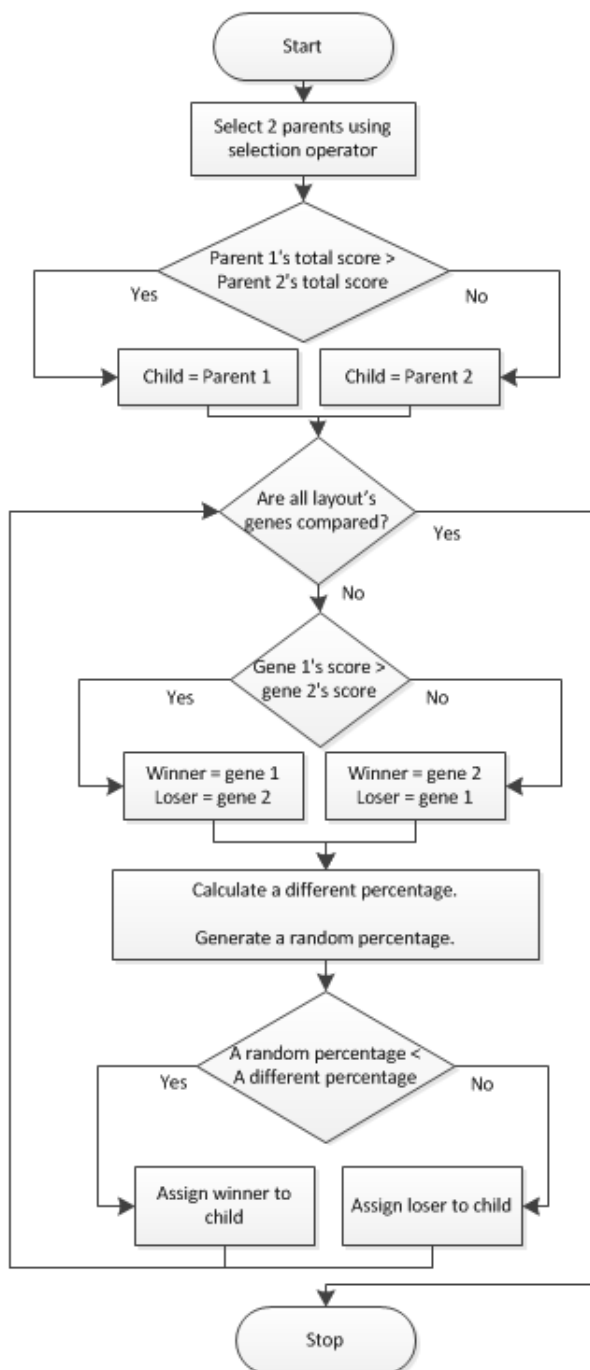 Start
Select 2 parents using
selection operator
Parent 1's total score >
Parent 2's total score
Yes
No
Child = Parent 1
Child = Parent 2
Are all layout's
genes compared?
Yes
No
Gene 1's score >
gene 2's score
Yes
No
Winner = gene 1
Loser = gene 2
Winner = gene 2
Loser = gene 1
Calculate a different percentage.
Generate a random percentage.
A random percentage <
A different percentage
Yes
No
Assign winner to
child
Assign loser to child
Stop